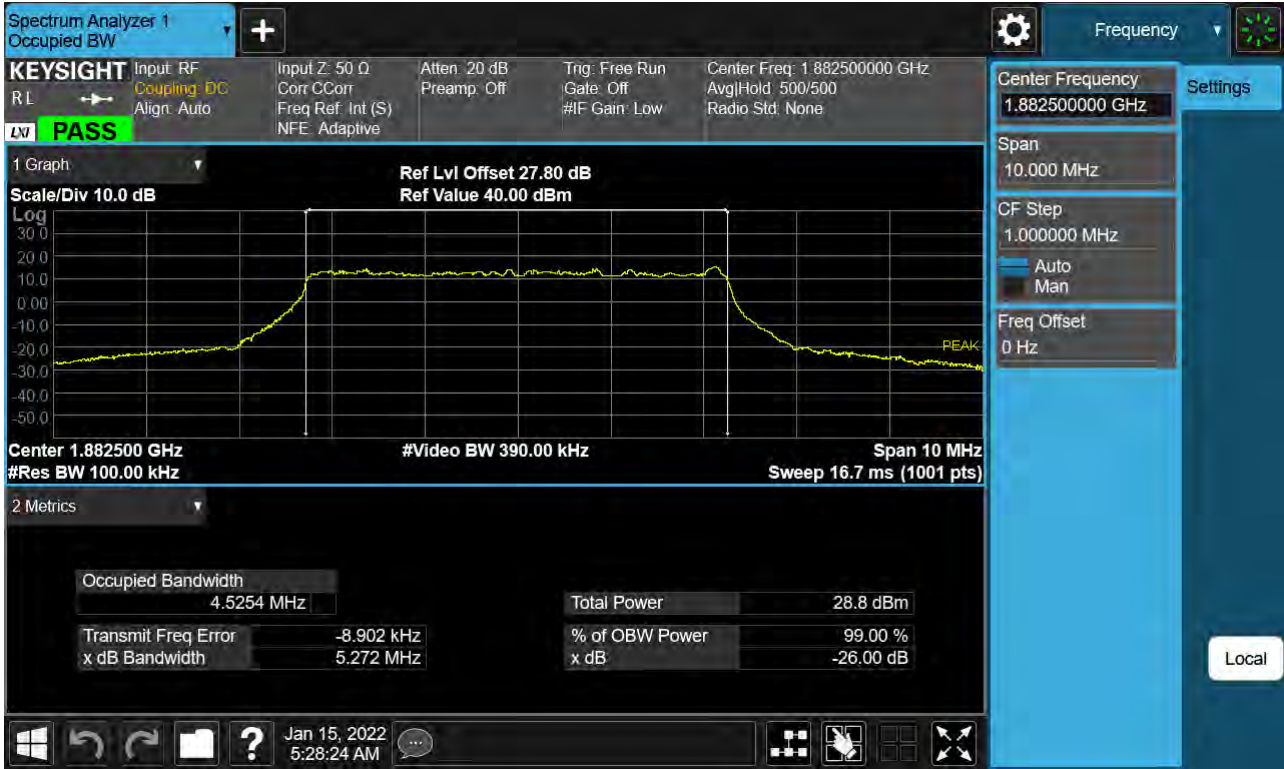 Spectrum Analyzer 1
Occupied BW
+
Frequency
KEYSIGHT
RL
LXI PASS
Input: RF
Coupling: DC
Align: Auto
Input Z: 50 Ω
Corr CCorr
Freq Ref: Int (S)
NFE: Adaptive
Atten: 20 dB
Preamp: Off
Trig: Free Run
Gate: Off
#IF Gain: Low
Center Freq: 1.882500000 GHz
Avg|Hold: 500/500
Radio Std: None
1 Graph
Scale/Div 10.0 dB
Ref Lvl Offset 27.80 dB
Ref Value 40.00 dBm
Log
30.0
20.0
10.0
0.00
-10.0
-20.0
-30.0
-40.0
-50.0
PEAK
Center 1.882500 GHz
#Video BW 390.00 kHz
Span 10 MHz
#Res BW 100.00 kHz
Sweep 16.7 ms (1001 pts)
2 Metrics
Occupied Bandwidth
4.5254 MHz
Transmit Freq Error -8.902 kHz
x dB Bandwidth 5.272 MHz
Total Power 28.8 dBm
% of OBW Power 99.00 %
x dB -26.00 dB
Center Frequency
1.882500000 GHz
Span
10.000 MHz
CF Step
1.000000 MHz
Auto
Man
Freq Offset
0 Hz
Settings
Local
?
Jan 15, 2022
5:28:24 AM